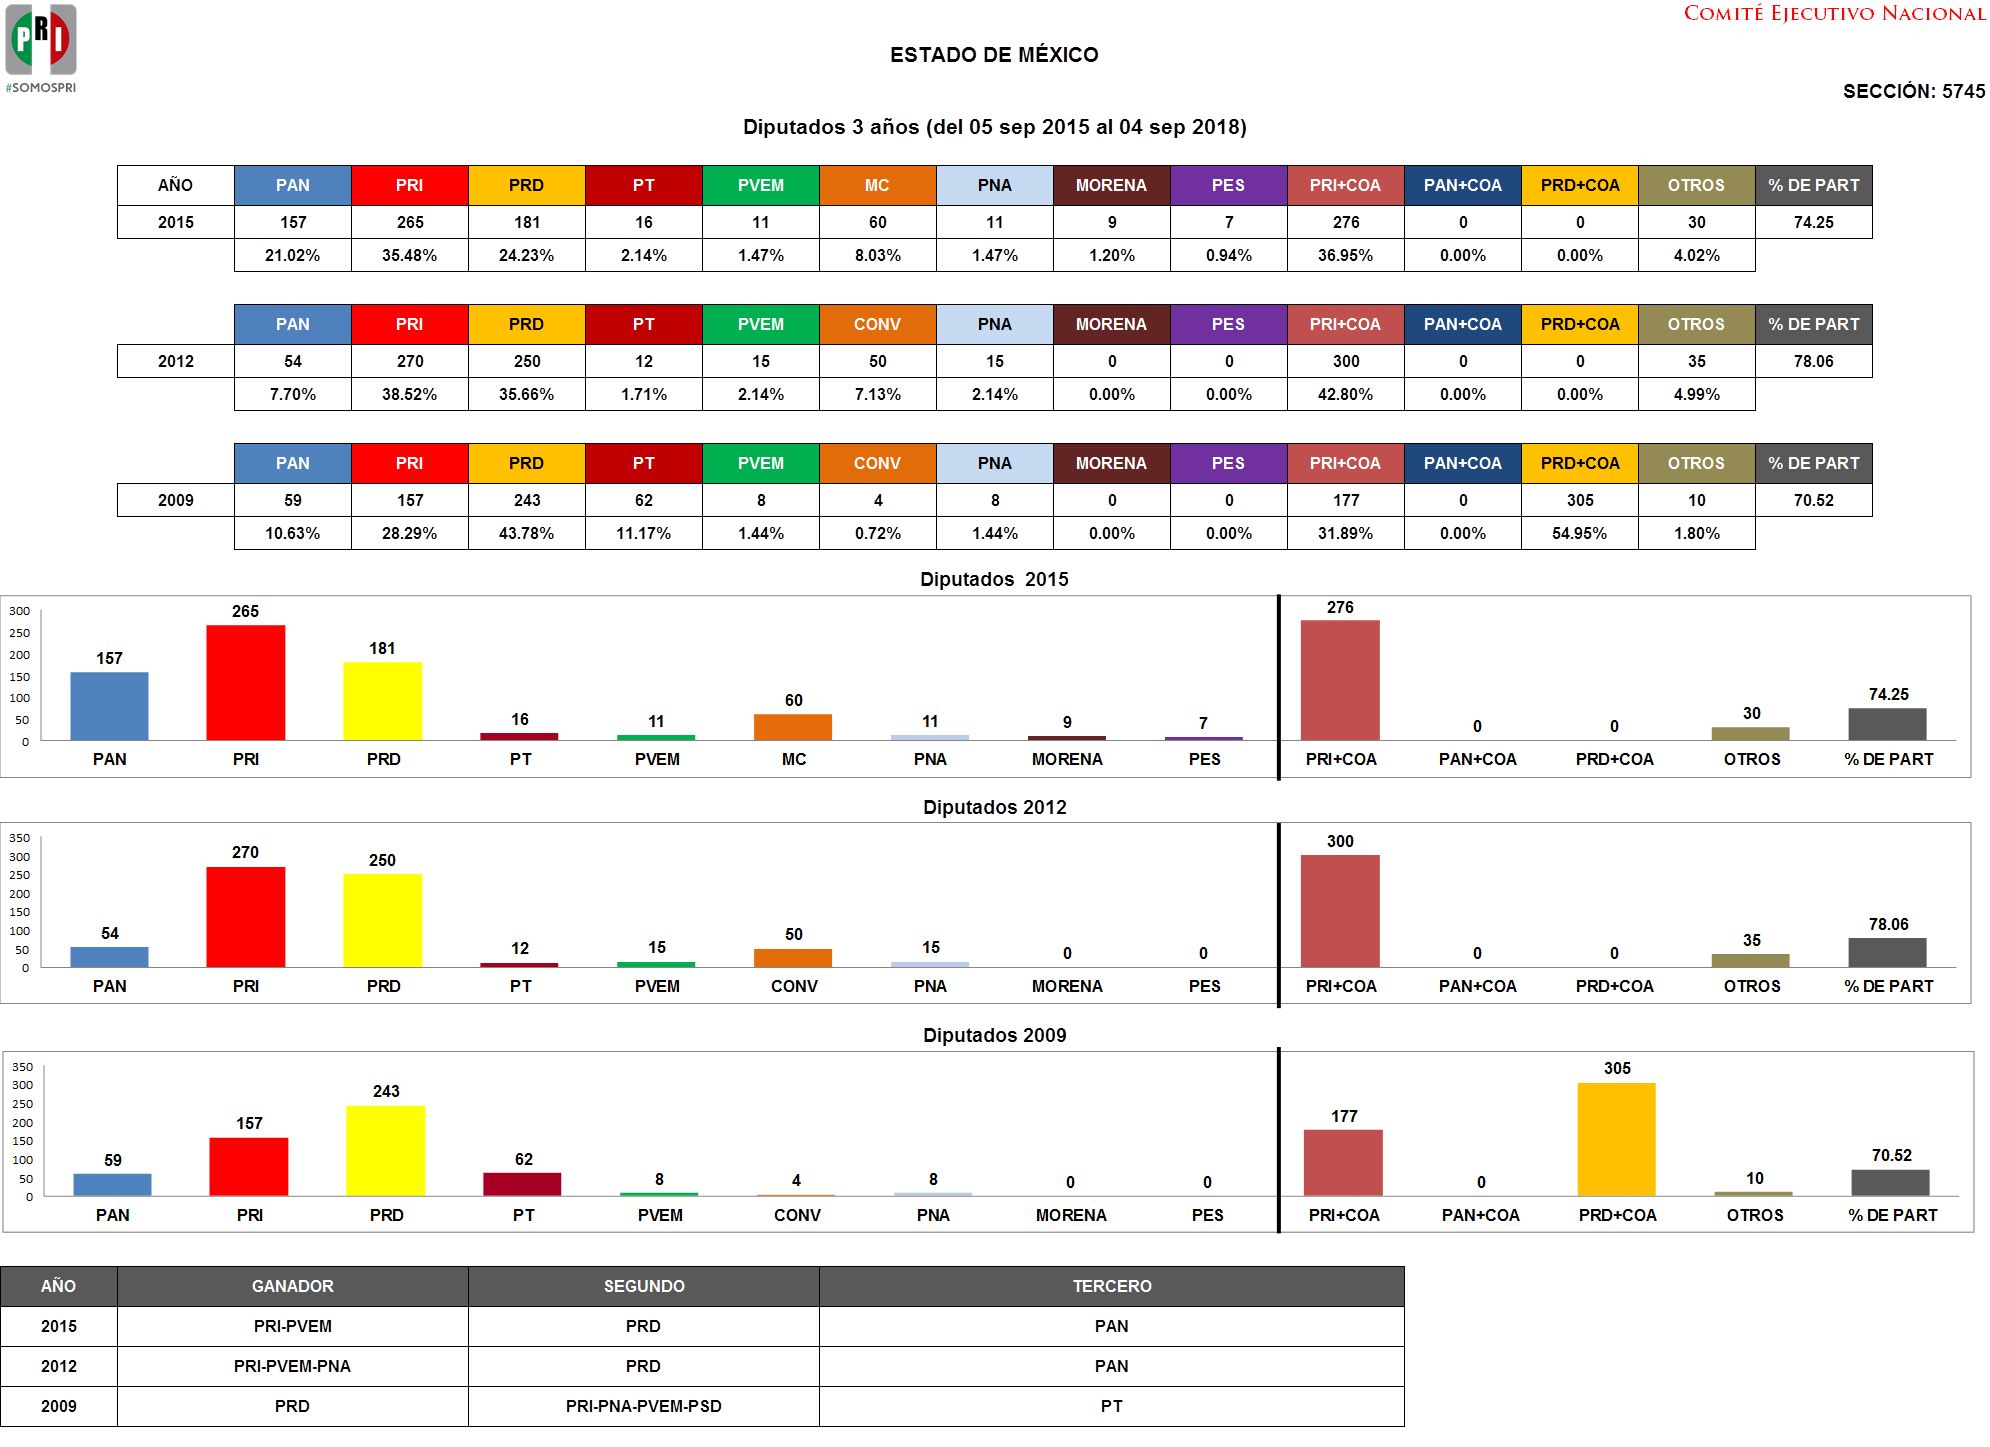 PRI
#SOMOSPRI
COMITÉ EJECUTIVO NACIONAL
ESTADO DE MÉXICO
SECCIÓN: 5745
Diputados 3 años (del 05 sep 2015 al 04 sep 2018)
AÑO PAN PRI PRD PT PVEM MC PNA MORENA PES PRI+COA PAN+COA PRD+COA OTROS % DE PART
2015 157 265 181 16 11 60 11 9 7 276 0 0 30 74.25
21.02% 35.48% 24.23% 2.14% 1.47% 8.03% 1.47% 1.20% 0.94% 36.95% 0.00% 0.00% 4.02%
PAN PRI PRD PT PVEM CONV PNA MORENA PES PRI+COA PAN+COA PRD+COA OTROS % DE PART
2012 54 270 250 12 15 50 15 0 0 300 0 0 35 78.06
7.70% 38.52% 35.66% 1.71% 2.14% 7.13% 2.14% 0.00% 0.00% 42.80% 0.00% 0.00% 4.99%
PAN PRI PRD PT PVEM CONV PNA MORENA PES PRI+COA PAN+COA PRD+COA OTROS % DE PART
2009 59 157 243 62 8 4 8 0 0 177 0 305 10 70.52
10.63% 28.29% 43.78% 11.17% 1.44% 0.72% 1.44% 0.00% 0.00% 31.89% 0.00% 54.95% 1.80%
Diputados 2015
300
250
200
150
100
50
0
157 265 181 16 11 60 11 9 7 276 0 0 30 74.25
PAN PRI PRD PT PVEM MC PNA MORENA PES PRI+COA PAN+COA PRD+COA OTROS % DE PART
Diputados 2012
350
300
250
200
150
100
50
0
54 270 250 12 15 50 15 0 0 300 0 0 35 78.06
PAN PRI PRD PT PVEM CONV PNA MORENA PES PRI+COA PAN+COA PRD+COA OTROS % DE PART
Diputados 2009
350
300
250
200
150
100
50
0
59 157 243 62 8 4 8 0 0 177 0 305 10 70.52
PAN PRI PRD PT PVEM CONV PNA MORENA PES PRI+COA PAN+COA PRD+COA OTROS % DE PART
AÑO GANADOR SEGUNDO TERCERO
2015 PRI-PVEM PRD PAN
2012 PRI-PVEM-PNA PRD PAN
2009 PRD PRI-PNA-PVEM-PSD PT